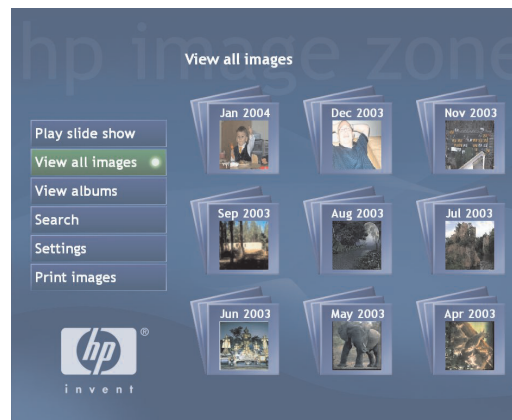 hp image zone
View all images
Play slide show
View all images
View albums
Search
Settings
Print images
Jan 2004
Dec 2003
Nov 2003
Sep 2003
Aug 2003
Jul 2003
Jun 2003
May 2003
Apr 2003
hp
®
invent